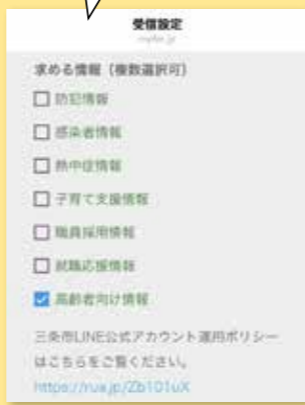 受信設定
求める情報（複数選択可）
防犯情報
感染者情報
熱中症情報
子育て支援情報
職員採用情報
就職応援情報
高齢者向け情報
三条市LINE公式アカウント運用ポリシー
はこちらをご覧ください。
https://rua.jp/Zb101uX